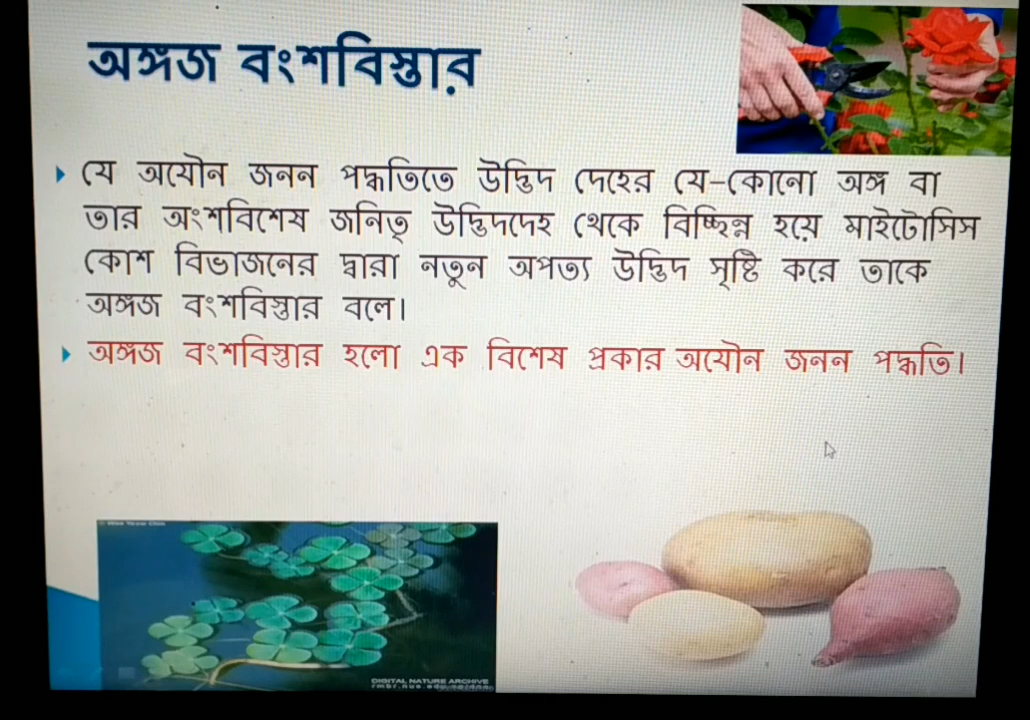 অঙ্গজ বংশবিস্তার
যে অযৌন জনন পদ্ধতিতে উদ্ভিদ দেহের যে-কোনো অঙ্গ বা
তার অংশবিশেষ জনিতৃ উদ্ভিদদেহ থেকে বিচ্ছিন্ন হয়ে মাইটোসিস
কোশ বিভাজনের দ্বারা নতুন অপত্য উদ্ভিদ সৃষ্টি করে তাকে
অঙ্গজ বংশবিস্তার বলে।
অঙ্গজ বংশবিস্তার হলো এক বিশেষ প্রকার অযৌন জনন পদ্ধতি।
DIGITAL NATURE ARCHIVE